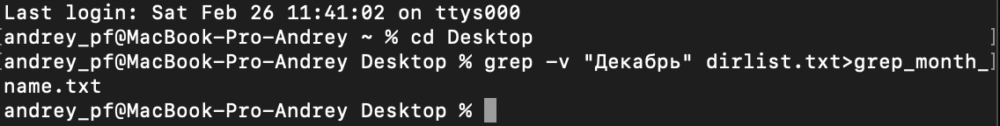 Last login: Sat Feb 26 11:41:02 on ttys000
[andrey_pf@MacBook-Pro-Andrey ~ % cd Desktop ]
[andrey_pf@MacBook-Pro-Andrey Desktop % grep -v "Декабрь" dirlist.txt>grep_month_]
name.txt
andrey_pf@MacBook-Pro-Andrey Desktop %